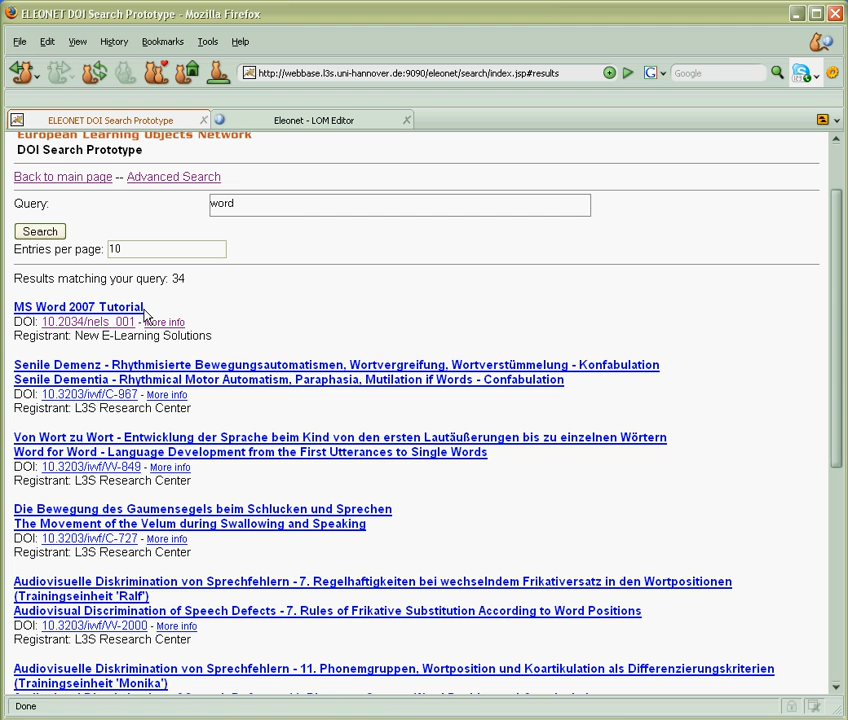 ELEONET DOI Search Prototype - Mozilla Firefox
File Edit View History Bookmarks Tools Help
http://webbase.l3s.uni-hannover.de:9090/eleonet/search/index.jsp#results
G Google
ELEONET DOI Search Prototype
Eleonet - LOM Editor
European Learning Objects Network
DOI Search Prototype
Back to main page -- Advanced Search
Query: word
Search
Entries per page: 10
Results matching your query: 34
MS Word 2007 Tutorial
DOI: 10.2034/nels_001 - More info
Registrant: New E-Learning Solutions
Senile Demenz - Rhythmisierte Bewegungsautomatismen, Wortvergreifung, Wortverstümmelung - Konfabulation
Senile Dementia - Rhythmical Motor Automatism, Paraphasia, Mutilation if Words - Confabulation
DOI: 10.3203/iwf/C-967 - More info
Registrant: L3S Research Center
Von Wort zu Wort - Entwicklung der Sprache beim Kind von den ersten Lautäußerungen bis zu einzelnen Wörtern
Word for Word - Language Development from the First Utterances to Single Words
DOI: 10.3203/iwf/W-849 - More info
Registrant: L3S Research Center
Die Bewegung des Gaumensegels beim Schlucken und Sprechen
The Movement of the Velum during Swallowing and Speaking
DOI: 10.3203/iwf/C-727 - More info
Registrant: L3S Research Center
Audiovisuelle Diskrimination von Sprechfehlern - 7. Regelhaftigkeiten bei wechselndem Frikativersatz in den Wortpositionen
(Trainingseinheit 'Ralf')
Audiovisual Discrimination of Speech Defects - 7. Rules of Frikative Substitution According to Word Positions
DOI: 10.3203/iwf/W-2000 - More info
Registrant: L3S Research Center
Audiovisuelle Diskrimination von Sprechfehlern - 11. Phonemgruppen, Wortposition und Koartikulation als Differenzierungskriterien
(Trainingseinheit 'Monika')
Done